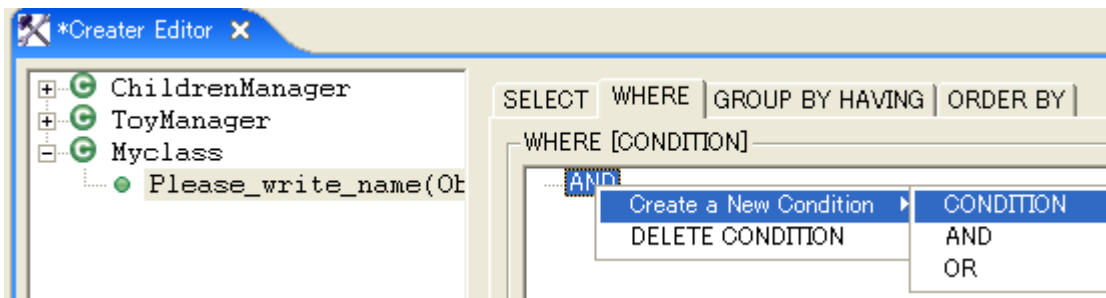 *Creater Editor
ChildrenManager
ToyManager
Myclass
Please_write_name(Ob
SELECT WHERE GROUP BY HAVING ORDER BY
WHERE [CONDITION]
AND
Create a New Condition
DELETE CONDITION
CONDITION
AND
OR